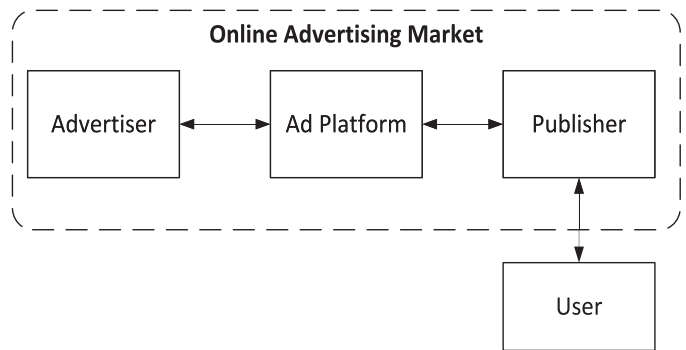 Online Advertising Market
Advertiser
Ad Platform
Publisher
User